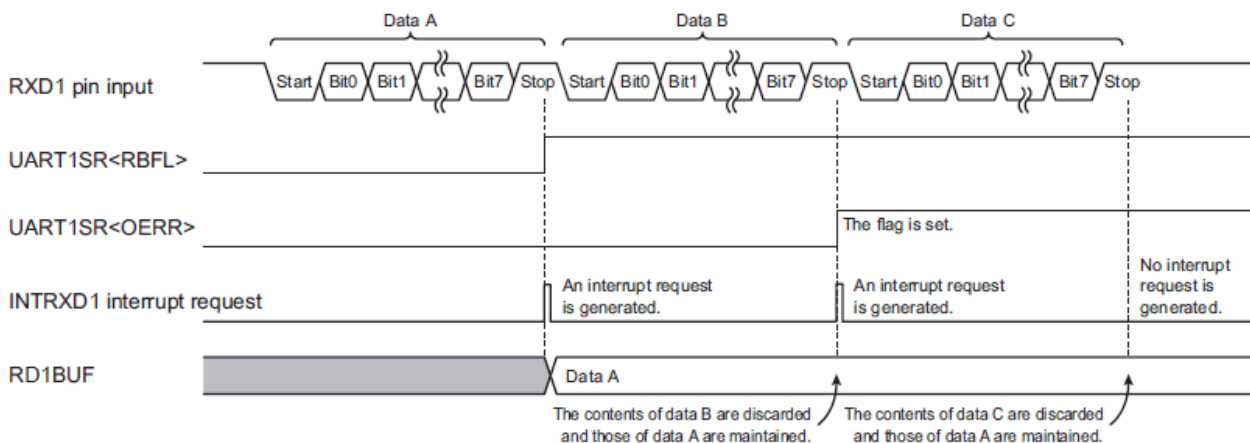 Data A
Data B
Data C
RXD1 pin input
Start Bit0 Bit1 Bit7 Stop Start Bit0 Bit1 Bit7 Stop Start Bit0 Bit1 Bit7 Stop
UART1SR<RBFL>
UART1SR<OERR>
The flag is set.
INTRXD1 interrupt request
An interrupt request
is generated.
An interrupt request
is generated.
No interrupt
request is
generated.
RD1BUF
Data A
The contents of data B are discarded
and those of data A are maintained.
The contents of data C are discarded
and those of data A are maintained.